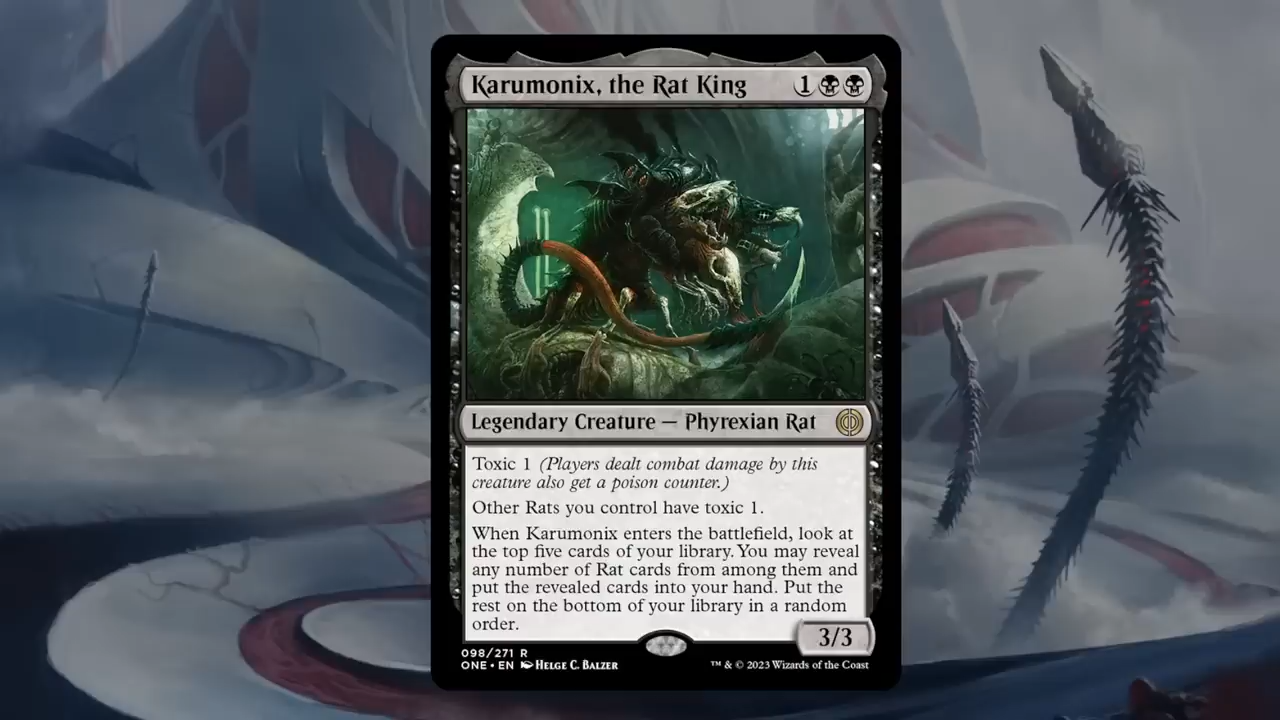 Karumonix, the Rat King 1
Legendary Creature — Phyrexian Rat
Toxic 1 (Players dealt combat damage by this
creature also get a poison counter.)
Other Rats you control have toxic 1.
When Karumonix enters the battlefield, look at
the top five cards of your library. You may reveal
any number of Rat cards from among them and
put the revealed cards into your hand. Put the
rest on the bottom of your library in a random
order.
3/3
098/271 R
ONE • EN HELGE C. BALZER ™ & © 2023 Wizards of the Coast